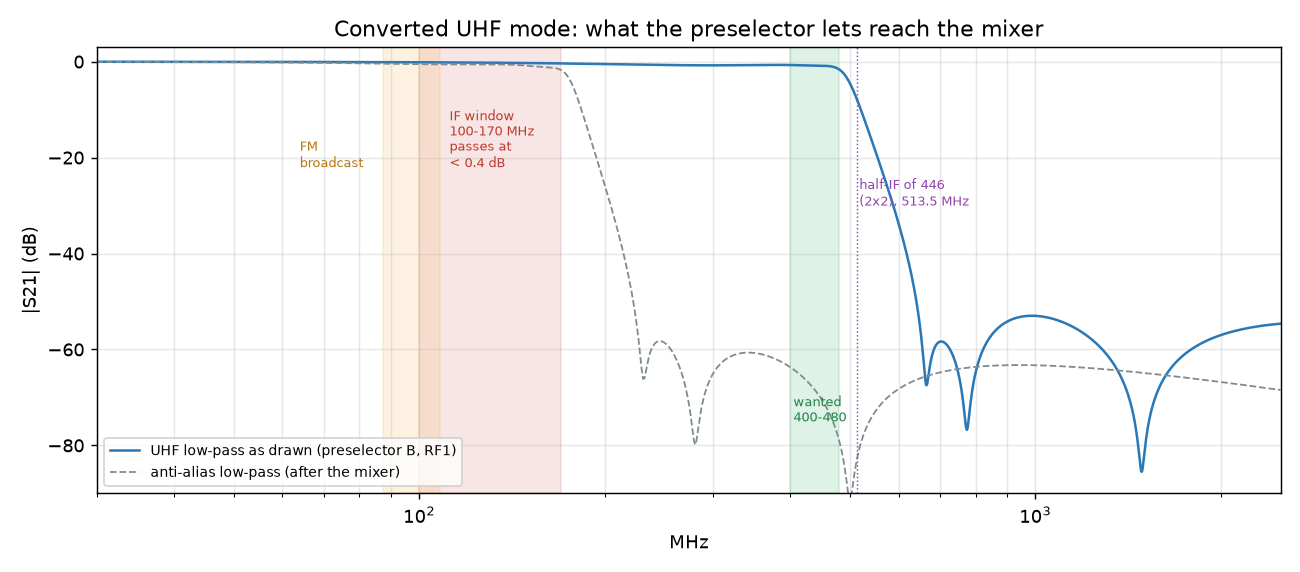 Converted UHF mode: what the preselector lets reach the mixer
|S21| (dB)
0
−20
−40
−60
−80
FM
broadcast
IF window
100-170 MHz
passes at
< 0.4 dB
half-IF of 446
(2x2), 513.5 MHz
wanted
400-480
UHF low-pass as drawn (preselector B, RF1)
anti-alias low-pass (after the mixer)
10²
10³
MHz